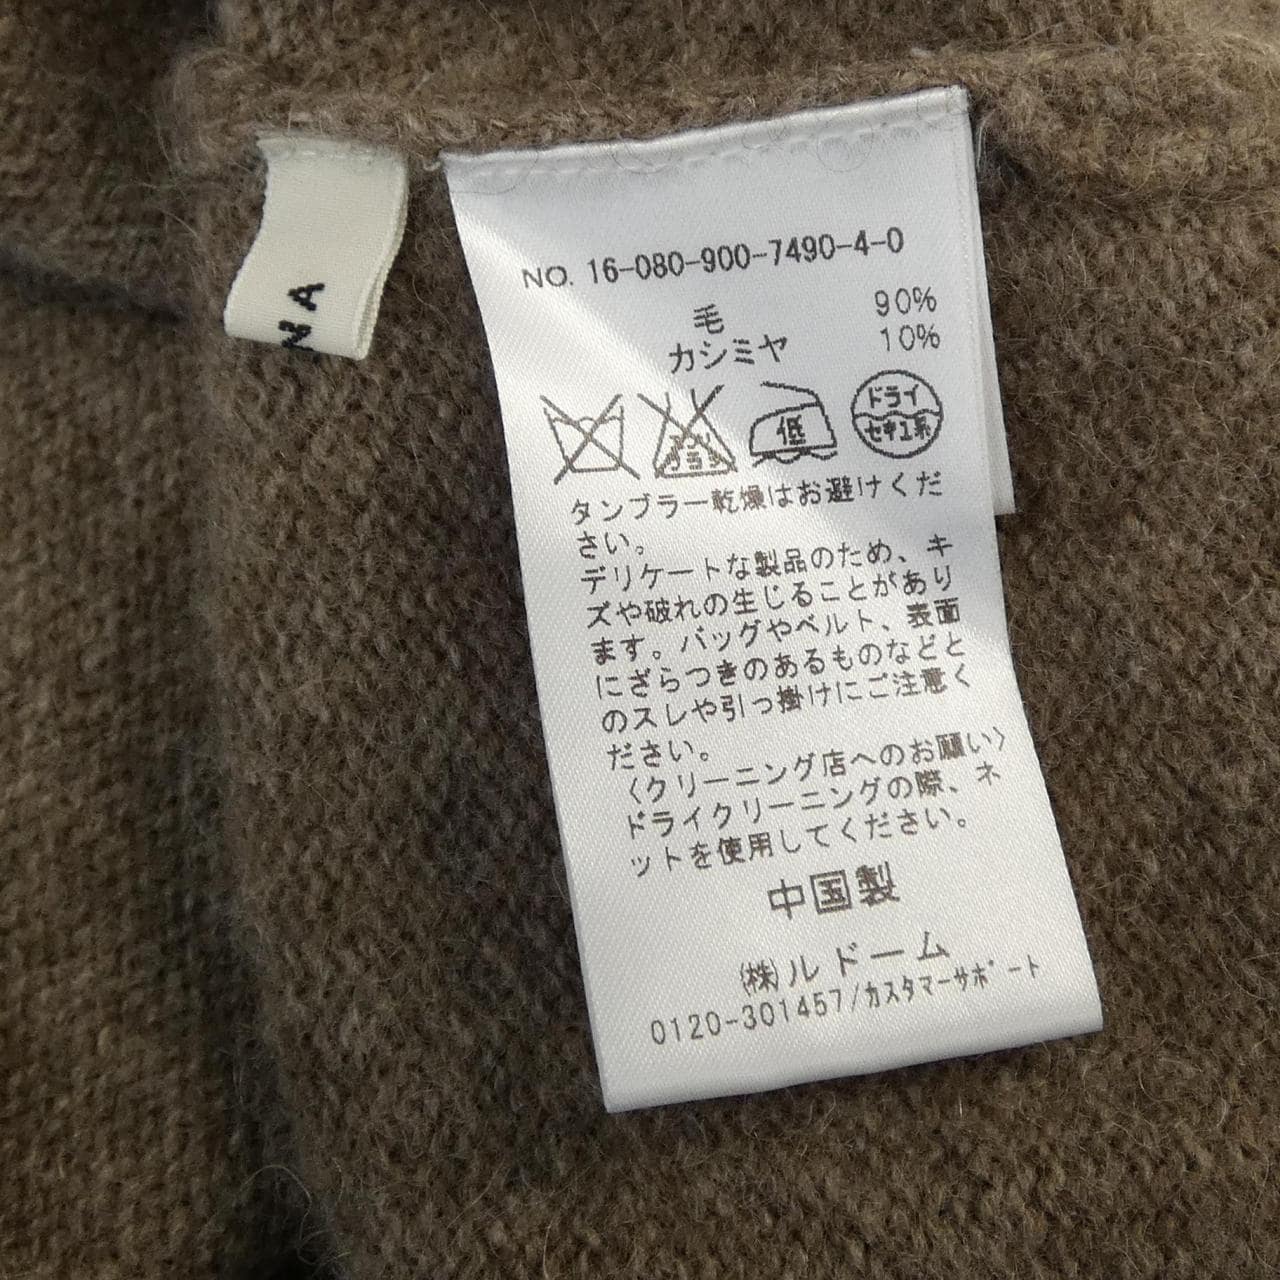 NA
NO. 16-080-900-7490-4-0
毛 90%
カシミヤ 10%
低
ドライ
セキユ系
タンブラー乾燥はお避けくだ
さい。
デリケートな製品のため、キ
ズや破れの生じることがあり
ます。バッグやベルト、表面
にざらつきのあるものなどと
のスレや引っ掛けにご注意く
ださい。
〈クリーニング店へのお願い〉
ドライクリーニングの際、ネ
ットを使用してください。
中国製
(株)ルドーム
0120-301457/カスタマーサポート